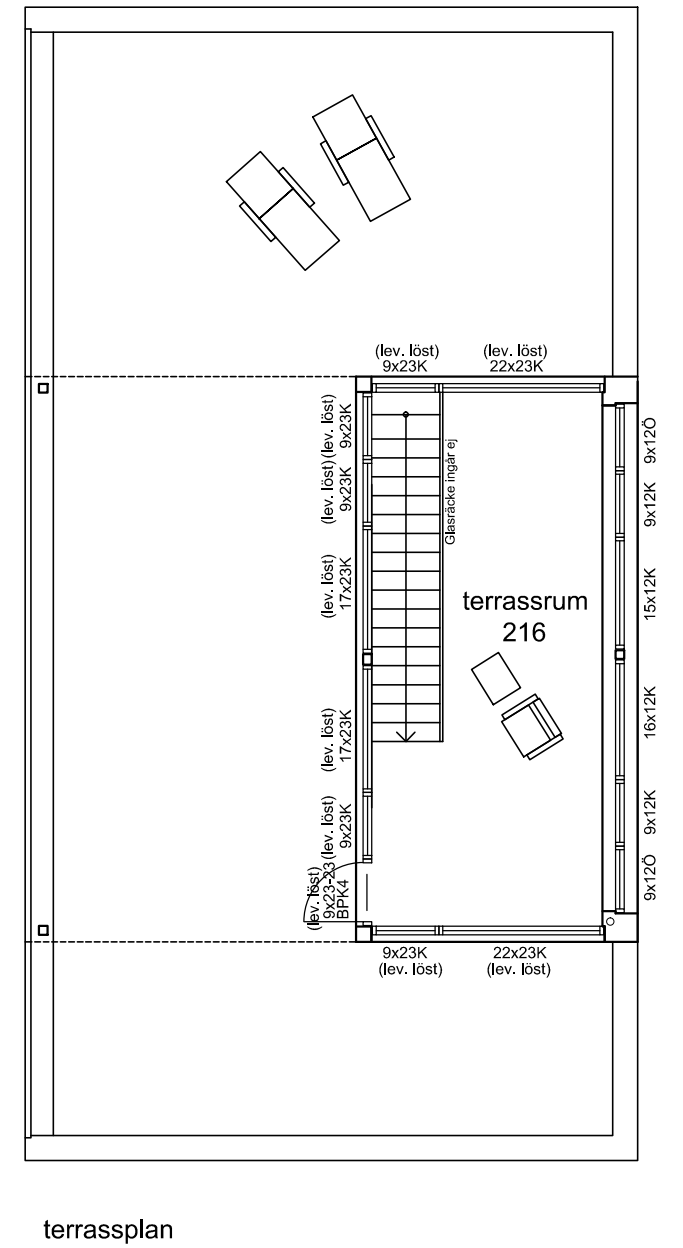 (lev. löst)
9x23K
(lev. löst)
22x23K
(lev. löst)
9x23K
(lev. löst)
9x23K
(lev. löst)
17x23K
(lev. löst)
17x23K
(lev. löst)
9x23K
(lev. löst)
9x23-23
BPK4
Glasräcke ingår ej
terrassrum
216
9x12Ö
9x12K
15x12K
16x12K
9x12K
9x12Ö
9x23K
(lev. löst)
22x23K
(lev. löst)
terrassplan